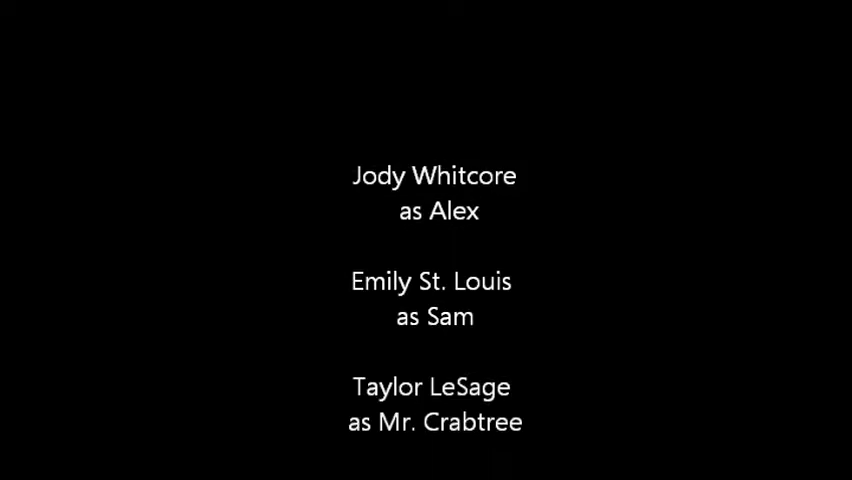 Jody Whitcore
as Alex
Emily St. Louis
as Sam
Taylor LeSage
as Mr. Crabtree